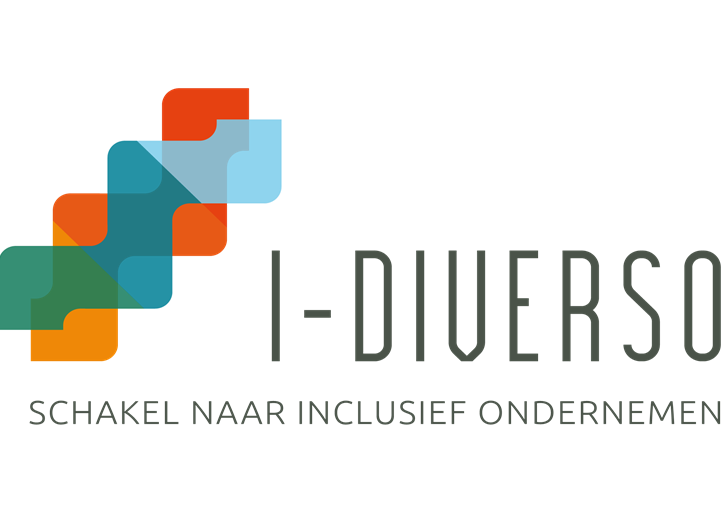 I-DIVERSO
SCHAKEL NAAR INCLUSIEF ONDERNEMEN